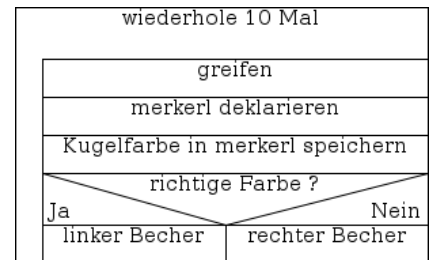 wiederhole 10 Mal
greifen
merkerl deklarieren
Kugelfarbe in merkerl speichern
richtige Farbe ?
Ja Nein
linker Becher rechter Becher